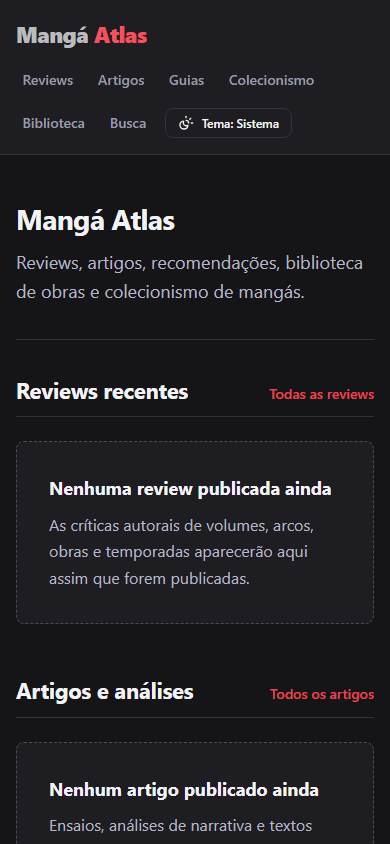 Mangá Atlas
Reviews Artigos Guias Colecionismo
Biblioteca Busca Tema: Sistema
Mangá Atlas
Reviews, artigos, recomendações, biblioteca
de obras e colecionismo de mangás.
Reviews recentes Todas as reviews
Nenhuma review publicada ainda
As críticas autorais de volumes, arcos,
obras e temporadas aparecerão aqui
assim que forem publicadas.
Artigos e análises Todos os artigos
Nenhum artigo publicado ainda
Ensaios, análises de narrativa e textos